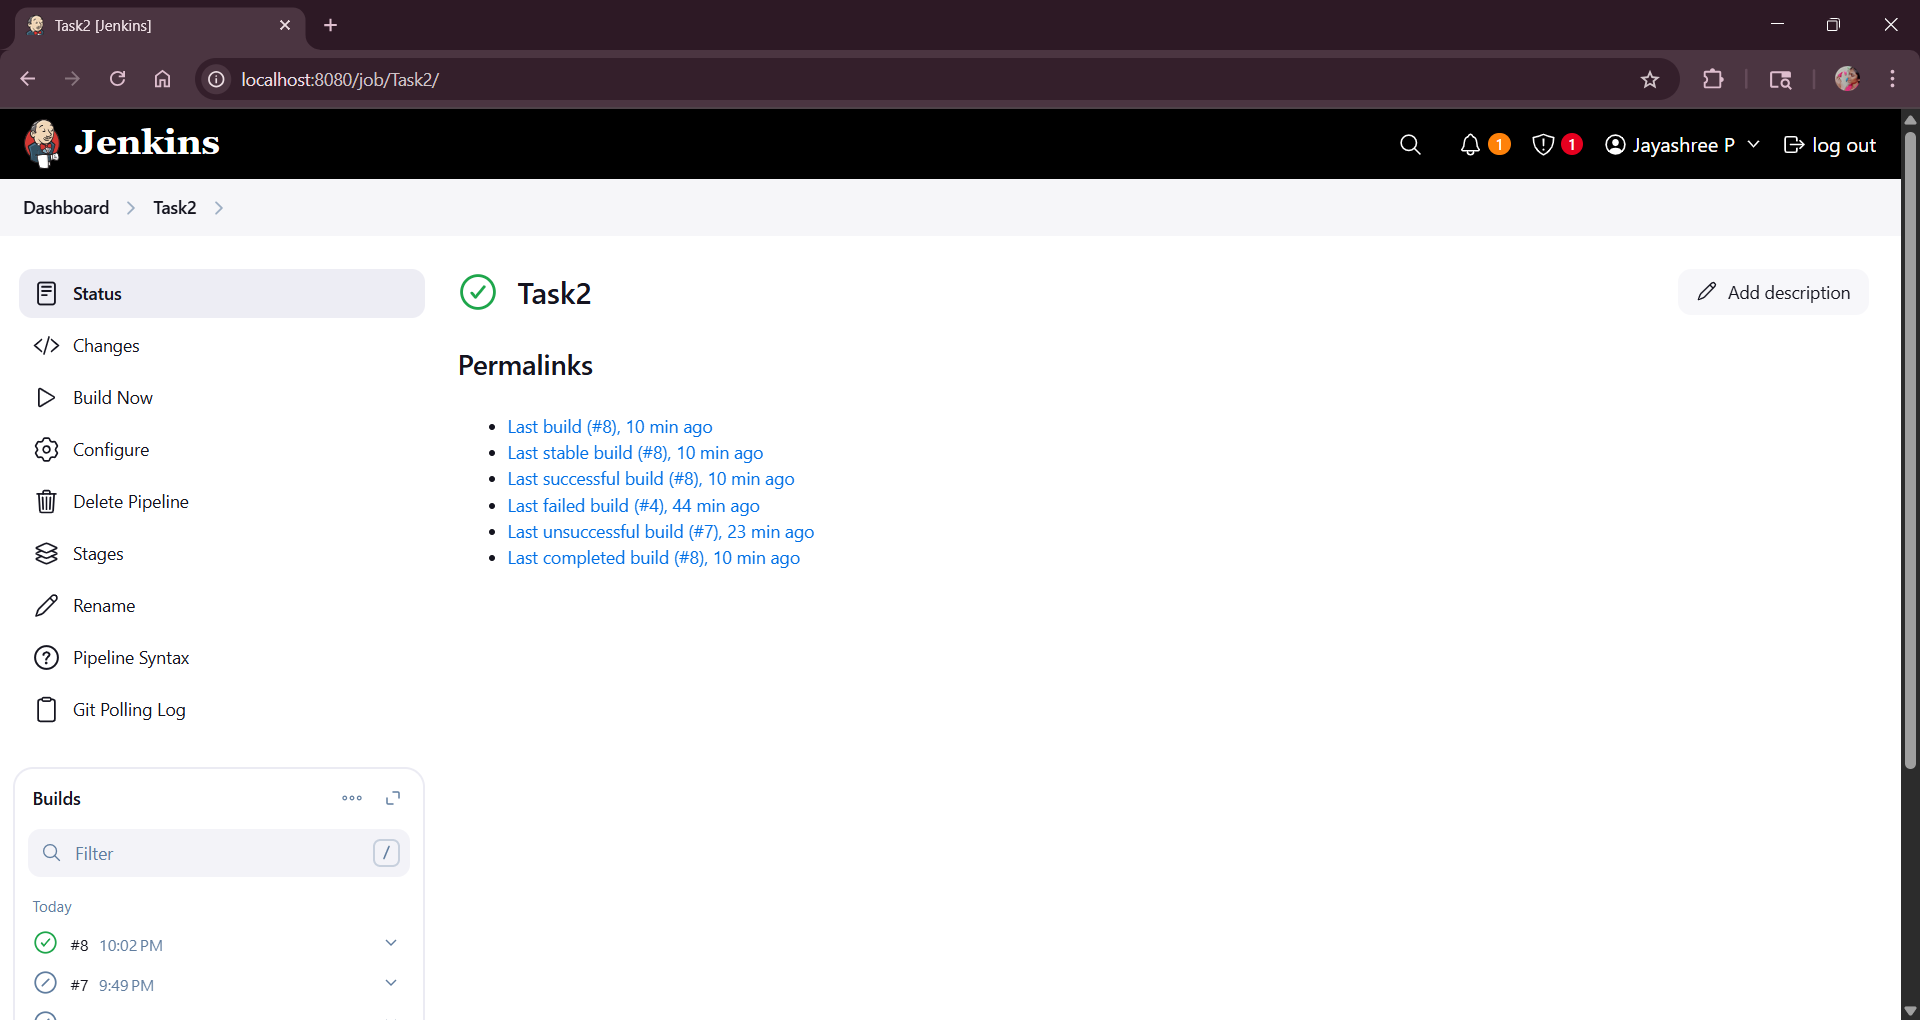 Task2 [Jenkins]
localhost:8080/job/Task2/
Jenkins
1
1
Jayashree P
log out
Dashboard
Task2
Status
Changes
Build Now
Configure
Delete Pipeline
Stages
Rename
Pipeline Syntax
Git Polling Log
Builds
Filter
/
Today
#8 10:02 PM
#7 9:49 PM
Task2
Add description
Permalinks
Last build (#8), 10 min ago
Last stable build (#8), 10 min ago
Last successful build (#8), 10 min ago
Last failed build (#4), 44 min ago
Last unsuccessful build (#7), 23 min ago
Last completed build (#8), 10 min ago